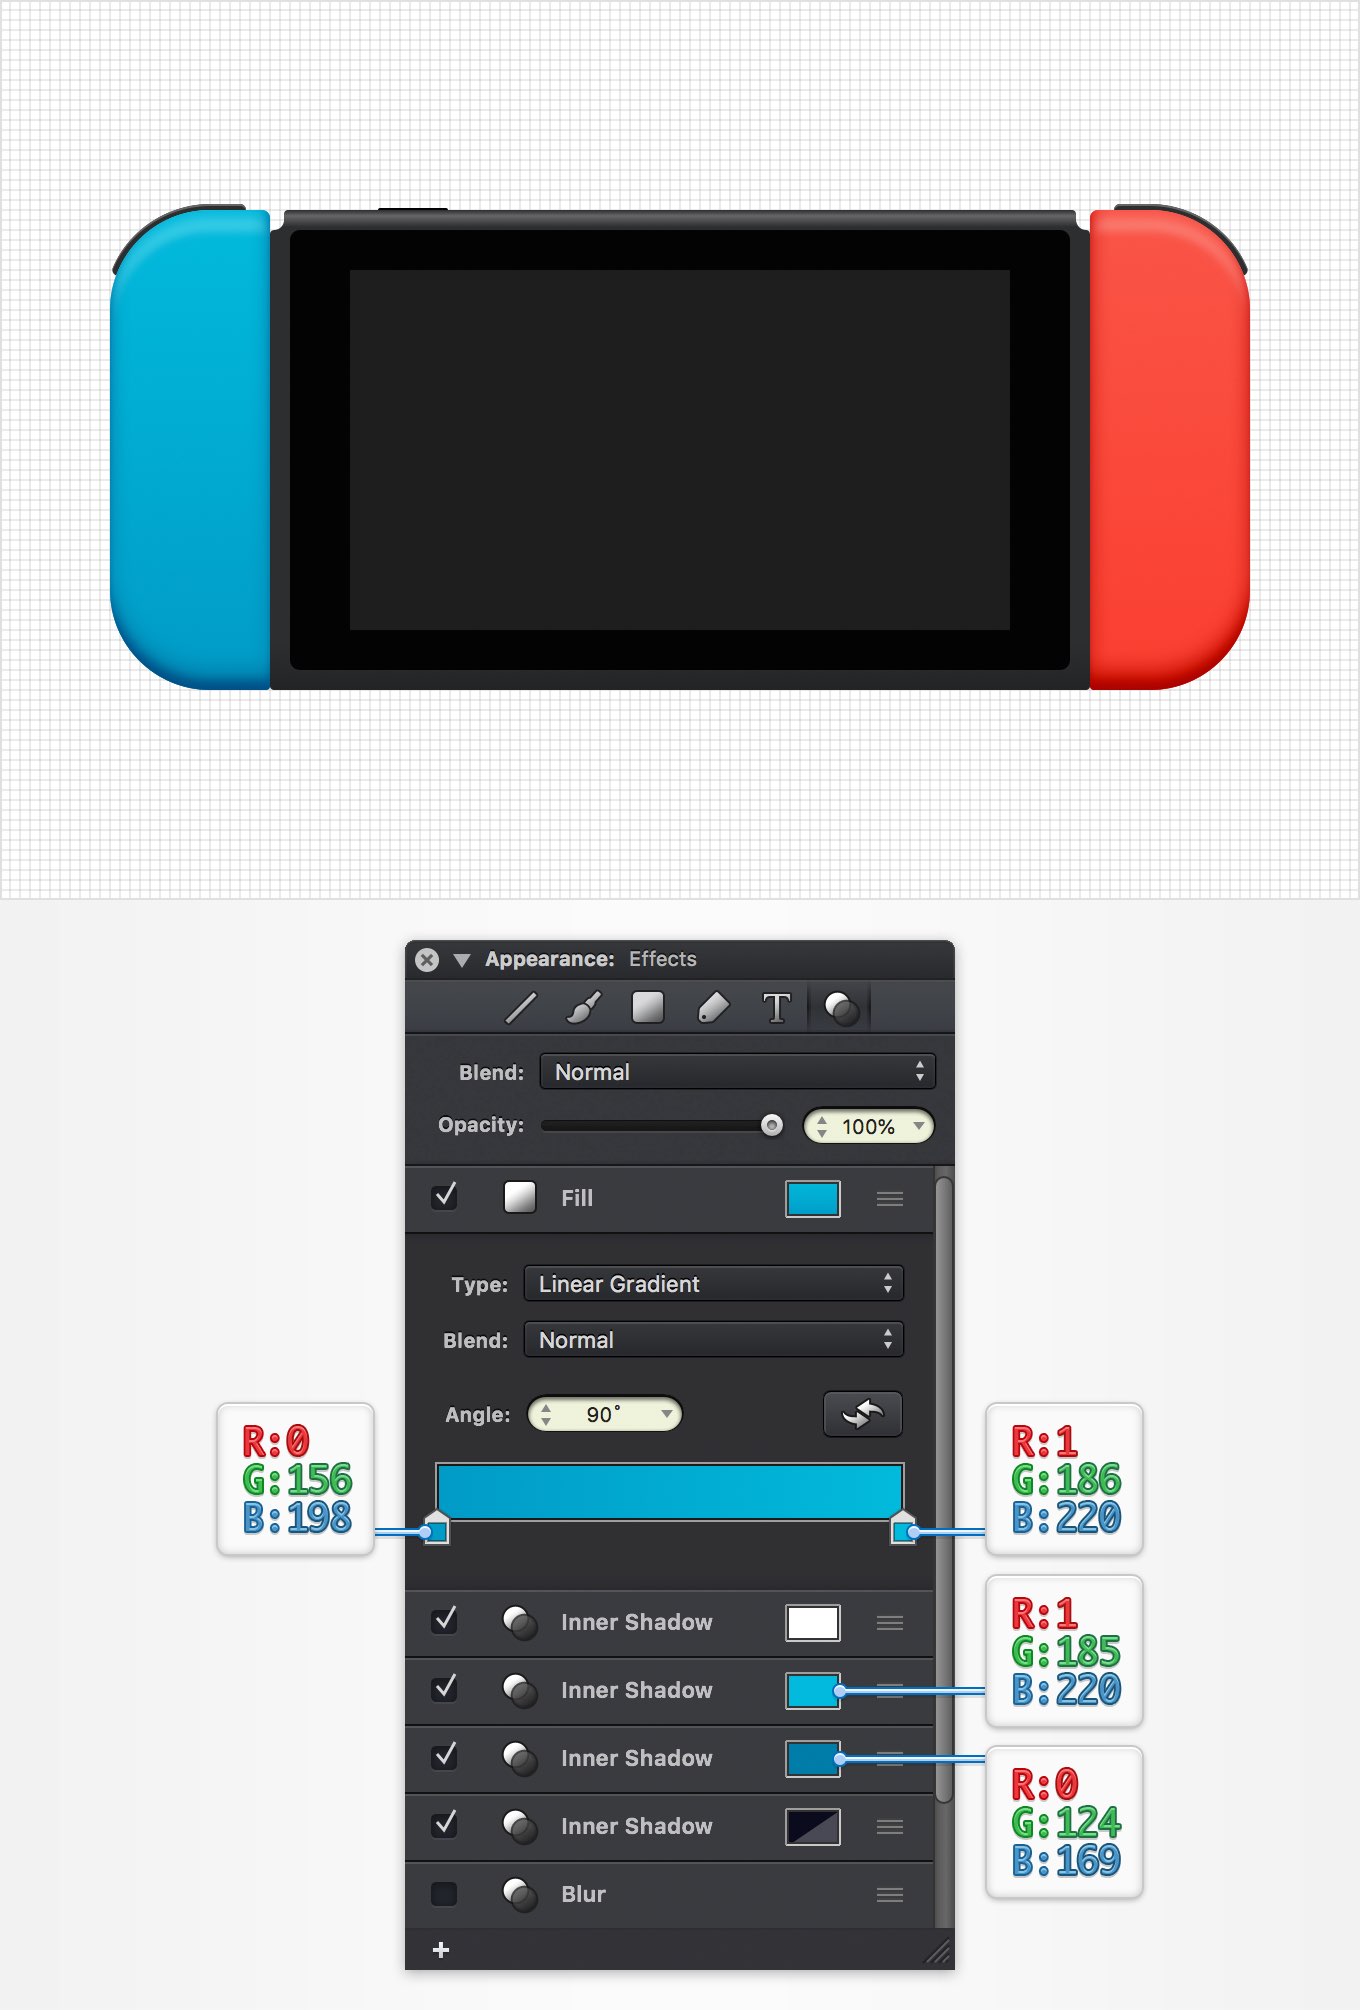 Appearance: Effects
T
Blend: Normal
Opacity: 100%
Fill
Type: Linear Gradient
Blend: Normal
Angle: 90°
R:0
G:156
B:198
R:1
G:186
B:220
Inner Shadow
Inner Shadow
R:1
G:185
B:220
Inner Shadow
R:0
G:124
B:169
Inner Shadow
Blur
+